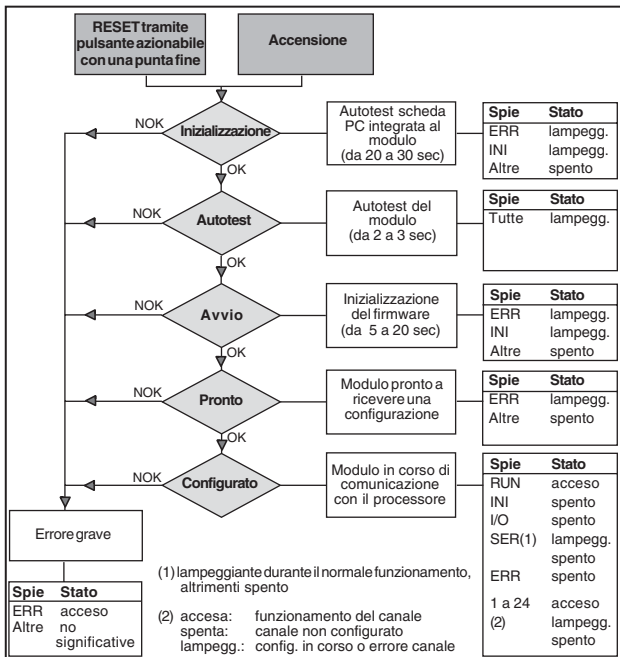 RESET tramite
pulsante azionabile
con una punta fine
Accensione
NOK
Inizializzazione
Autotest scheda
PC integrata al
modulo
(da 20 a 30 sec)
Spie Stato
ERR lampegg.
INI lampegg.
Altre spento
OK
NOK
Autotest
Autotest del
modulo
(da 2 a 3 sec)
Spie Stato
Tutte lampegg.
OK
NOK
Avvio
Inizializzazione
del firmware
(da 5 a 20 sec)
Spie Stato
ERR lampegg.
INI lampegg.
Altre spento
OK
NOK
Pronto
Modulo pronto a
ricevere una
configurazione
Spie Stato
ERR lampegg.
Altre spento
OK
NOK
Configurato
Modulo in corso di
comunicazione
con il processore
Spie Stato
RUN acceso
INI spento
I/O spento
SER(1) lampegg.
spento
ERR spento
1 a 24 acceso
(2) lampegg.
spento
Errore grave
Spie Stato
ERR acceso
Altre no
significative
(1) lampeggiante durante il normale funzionamento,
altrimenti spento
(2) accesa: funzionamento del canale
spenta: canale non configurato
lampegg.: config. in corso o errore canale